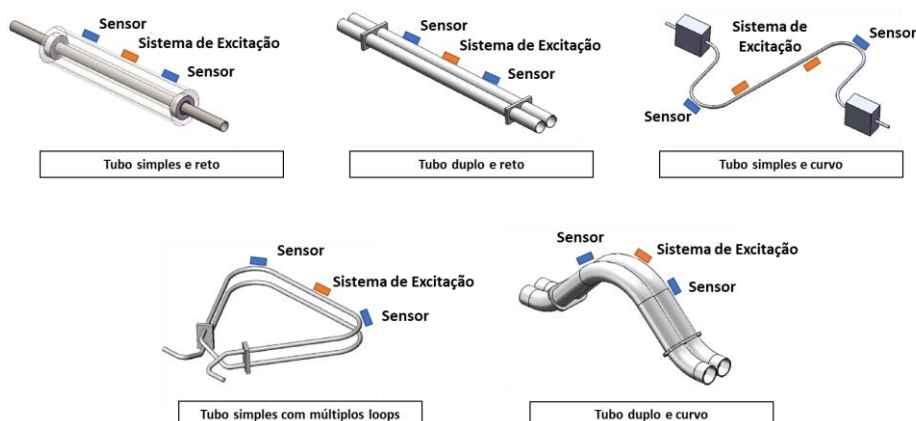 Sensor
Sistema de Excitação
Sensor
Tubo simples e reto
Sensor
Sistema de Excitação
Sensor
Tubo duplo e reto
Sistema de
Excitação
Sensor
Sensor
Tubo simples e curvo
Sensor
Sistema de Excitação
Sensor
Tubo simples com múltiplos loops
Sensor
Sistema de Excitação
Sensor
Tubo duplo e curvo